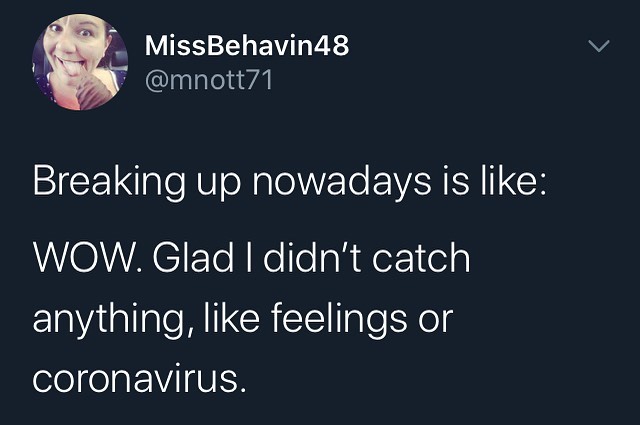 MissBehavin48
@mnott71
Breaking up nowadays is like:
WOW. Glad I didn’t catch
anything, like feelings or
coronavirus.